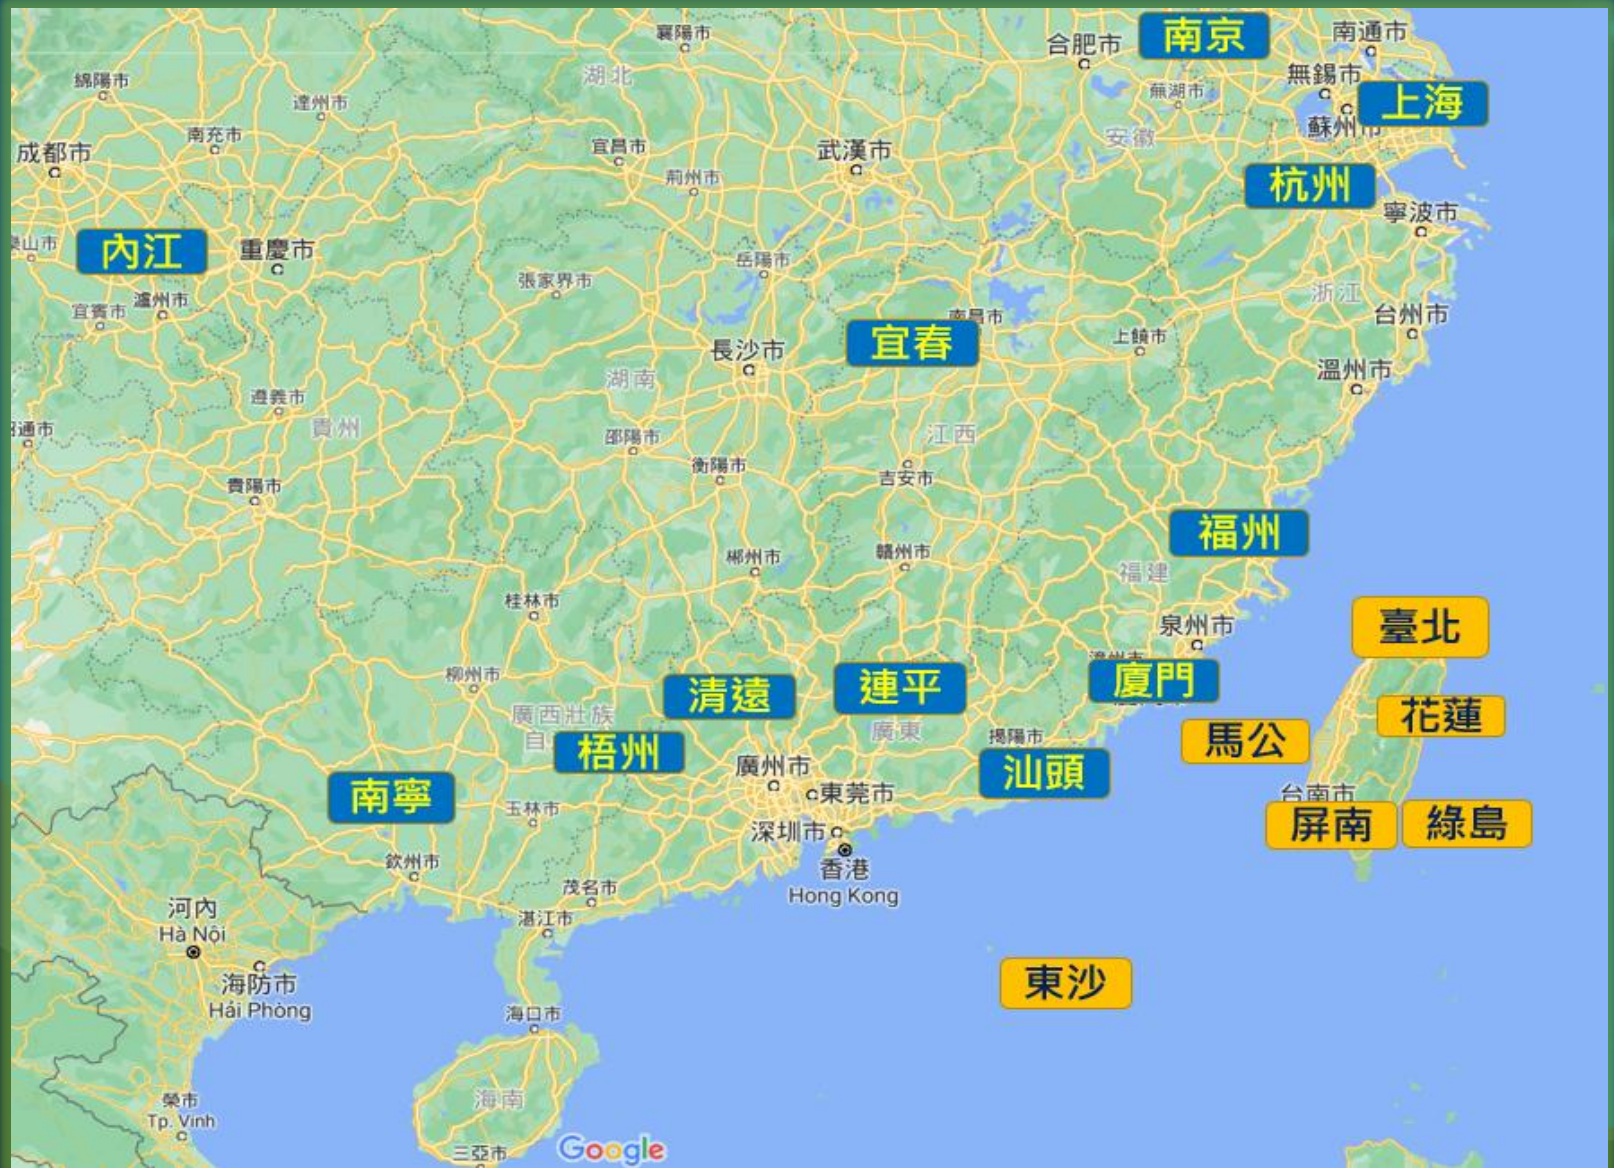 襄陽市
合肥市
南京
南通市
湖北
無錫市
綿陽市
達州市
蕪湖市
上海
蘇州市
南充市
安徽
成都市
宜昌市
武漢市
荊州市
杭州
寧波市
山市
內江
重慶市
岳陽市
張家界市
浙江
宜賓市
瀘州市
南昌市
台州市
宜春
上饒市
長沙市
湖南
溫州市
遵義市
貴州
通市
邵陽市
江西
衡陽市
吉安市
貴陽市
福州
郴州市
贛州市
福建
桂林市
泉州市
臺北
漳州市
柳州市
清遠
連平
廈門
廣西壯族
自
花蓮
廣東
揭陽市
馬公
梧州
廣州市
汕頭
南寧
東莞市
台南市
玉林市
深圳市
屏南
綠島
欽州市
香港
Hong Kong
茂名市
湛江市
河內
Hà Nội
海防市
Hải Phòng
東沙
海口市
榮市
Tp. Vinh
海南
三亞市
Google